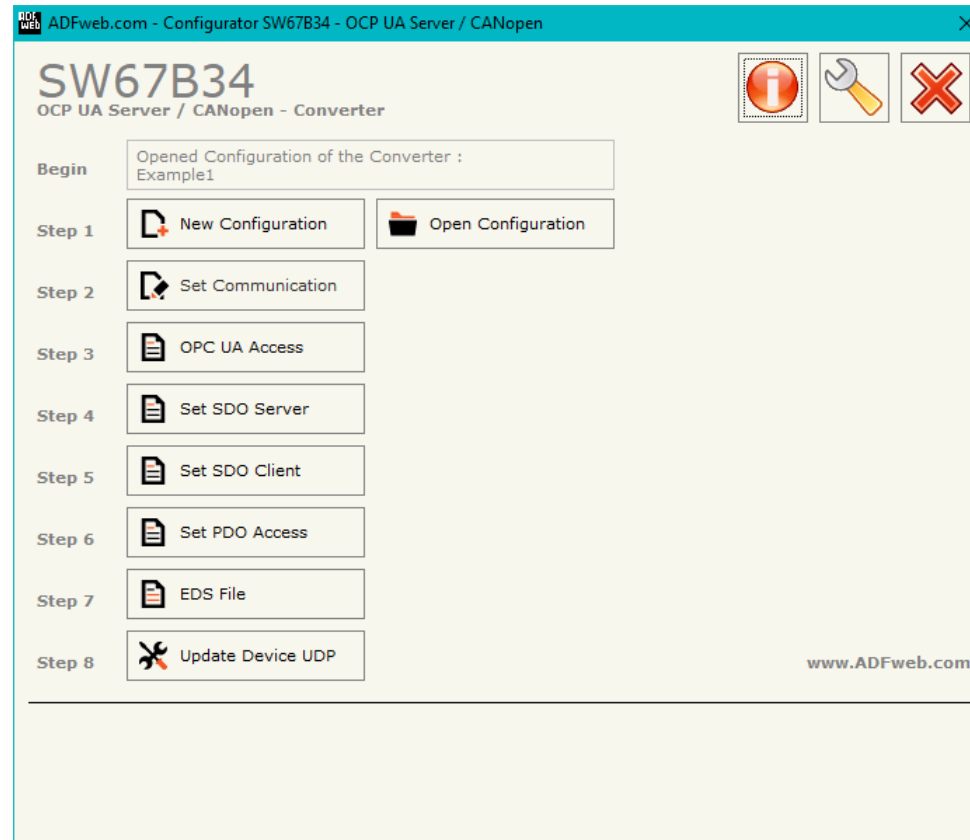 ADF WEB ADFweb.com - Configurator SW67B34 - OCP UA Server / CANopen
SW67B34
OCP UA Server / CANopen - Converter
Begin
Opened Configuration of the Converter :
Example1
Step 1 New Configuration Open Configuration
Step 2 Set Communication
Step 3 OPC UA Access
Step 4 Set SDO Server
Step 5 Set SDO Client
Step 6 Set PDO Access
Step 7 EDS File
Step 8 Update Device UDP
www.ADFweb.com